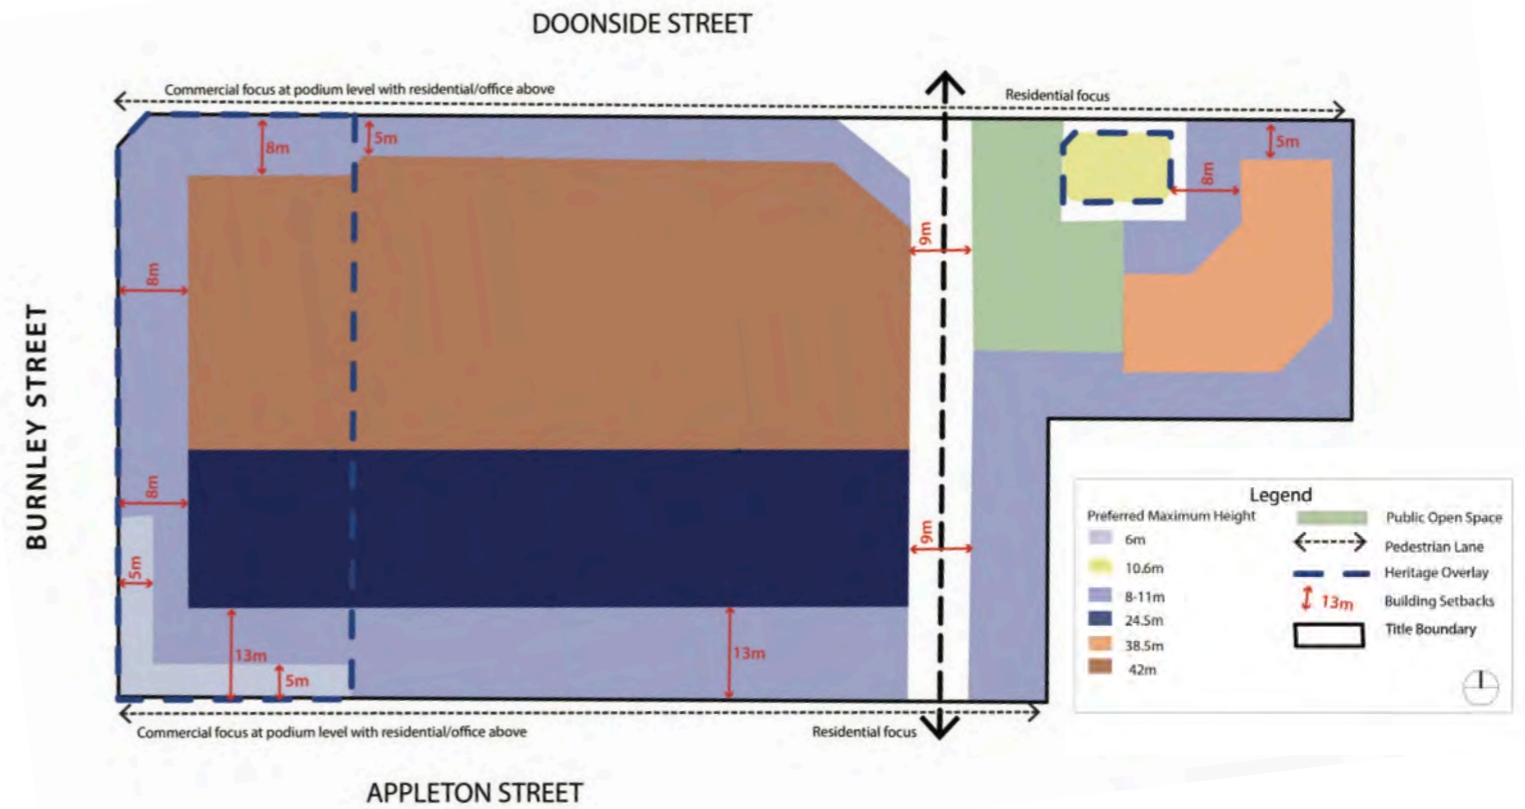 DOONSIDE STREET
Commercial focus at podium level with residential/office above
Residential focus
8m
5m
5m
8m
9m
8m
BURNLEY STREET
8m
9m
5m
13m
5m
13m
Legend
Preferred Maximum Height
6m
10.6m
8-11m
24.5m
38.5m
42m
Public Open Space
Pedestrian Lane
Heritage Overlay
13m
Building Setbacks
Title Boundary
Commercial focus at podium level with residential/office above
Residential focus
APPLETON STREET